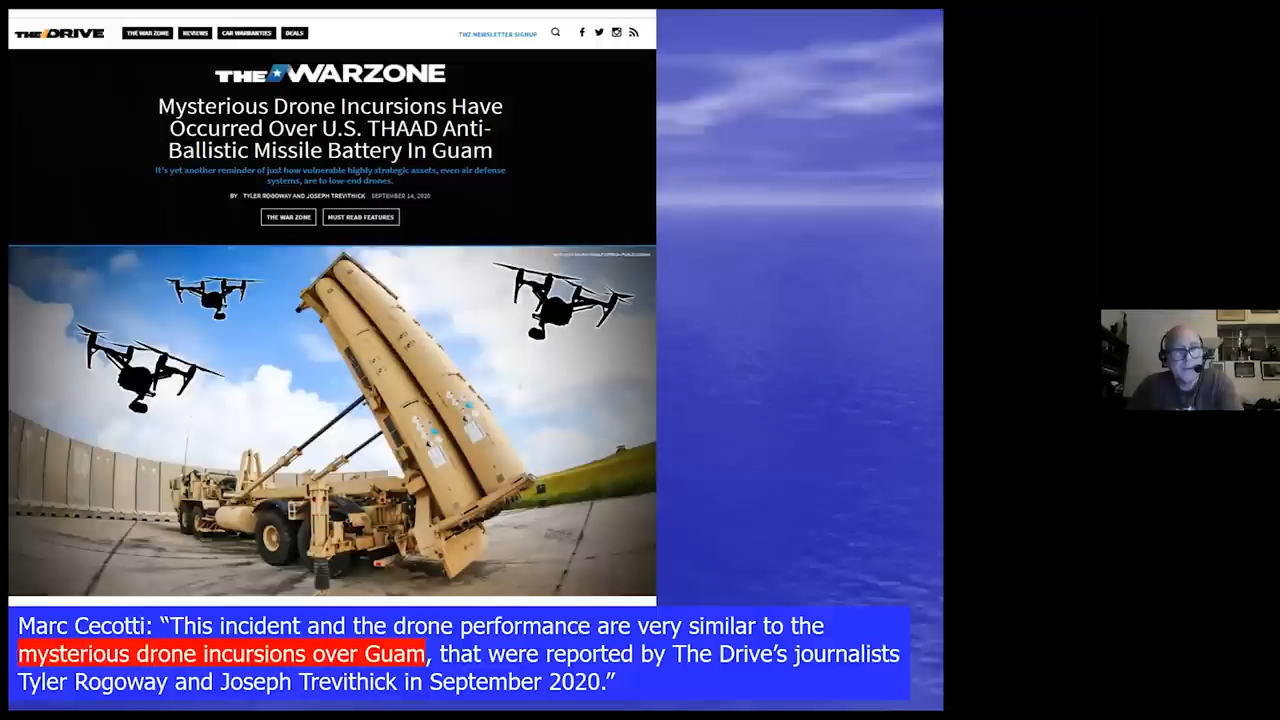 THE DRIVE
THE WAR ZONE
REVIEWS
CAR WARRANTIES
DEALS
TWZ NEWSLETTER SIGNUP
THE WARZONE
Mysterious Drone Incursions Have
Occurred Over U.S. THAAD Anti-
Ballistic Missile Battery In Guam
It's yet another reminder of just how vulnerable highly strategic assets, even air defense
systems, are to low-end drones.
BY TYLER ROGOWAY AND JOSEPH TREVITHICK SEPTEMBER 14, 2020
THE WAR ZONE
MUST READ FEATURES
Marc Cecotti: “This incident and the drone performance are very similar to the
mysterious drone incursions over Guam, that were reported by The Drive’s journalists
Tyler Rogoway and Joseph Trevithick in September 2020.”